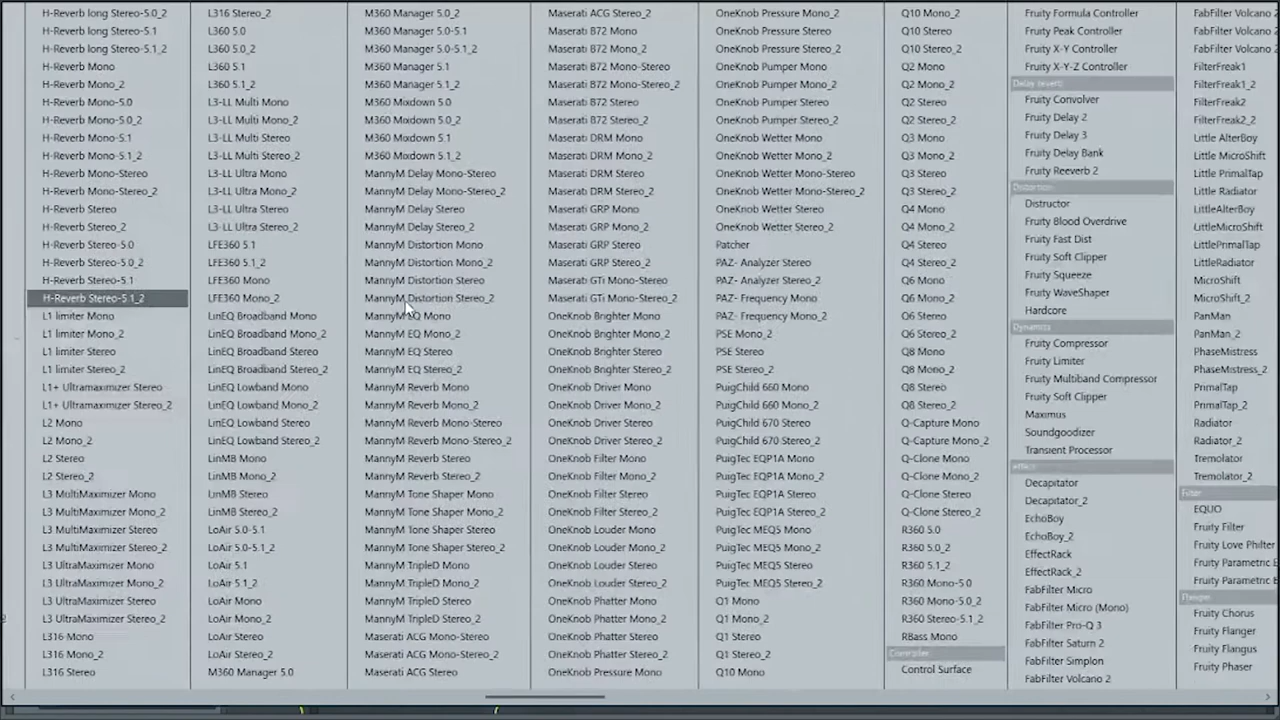 H-Reverb long Stereo-5.0_2
H-Reverb long Stereo-5.1
H-Reverb long Stereo-5.1_2
H-Reverb Mono
H-Reverb Mono_2
H-Reverb Mono-5.0
H-Reverb Mono-5.0_2
H-Reverb Mono-5.1
H-Reverb Mono-5.1_2
H-Reverb Mono-Stereo
H-Reverb Mono-Stereo_2
H-Reverb Stereo
H-Reverb Stereo_2
H-Reverb Stereo-5.0
H-Reverb Stereo-5.0_2
H-Reverb Stereo-5.1
H-Reverb Stereo-5.1_2
L1 limiter Mono
L1 limiter Mono_2
L1 limiter Stereo
L1 limiter Stereo_2
L1+ Ultramaximizer Stereo
L1+ Ultramaximizer Stereo_2
L2 Mono
L2 Mono_2
L2 Stereo
L2 Stereo_2
L3 MultiMaximizer Mono
L3 MultiMaximizer Mono_2
L3 MultiMaximizer Stereo
L3 MultiMaximizer Stereo_2
L3 UltraMaximizer Mono
L3 UltraMaximizer Mono_2
L3 UltraMaximizer Stereo
L3 UltraMaximizer Stereo_2
L316 Mono
L316 Mono_2
L316 Stereo
L316 Stereo_2
L360 5.0
L360 5.0_2
L360 5.1
L360 5.1_2
L3-LL Multi Mono
L3-LL Multi Mono_2
L3-LL Multi Stereo
L3-LL Multi Stereo_2
L3-LL Ultra Mono
L3-LL Ultra Mono_2
L3-LL Ultra Stereo
L3-LL Ultra Stereo_2
LFE360 5.1
LFE360 5.1_2
LFE360 Mono
LFE360 Mono_2
LinEQ Broadband Mono
LinEQ Broadband Mono_2
LinEQ Broadband Stereo
LinEQ Broadband Stereo_2
LinEQ Lowband Mono
LinEQ Lowband Mono_2
LinEQ Lowband Stereo
LinEQ Lowband Stereo_2
LinMB Mono
LinMB Mono_2
LinMB Stereo
LinMB Stereo_2
LoAir 5.0-5.1
LoAir 5.0-5.1_2
LoAir 5.1
LoAir 5.1_2
LoAir Mono
LoAir Mono_2
LoAir Stereo
LoAir Stereo_2
M360 Manager 5.0
M360 Manager 5.0_2
M360 Manager 5.0-5.1
M360 Manager 5.0-5.1_2
M360 Manager 5.1
M360 Manager 5.1_2
M360 Mixdown 5.0
M360 Mixdown 5.0_2
M360 Mixdown 5.1
M360 Mixdown 5.1_2
MannyM Delay Mono-Stereo
MannyM Delay Mono-Stereo_2
MannyM Delay Stereo
MannyM Delay Stereo_2
MannyM Distortion Mono
MannyM Distortion Mono_2
MannyM Distortion Stereo
MannyM Distortion Stereo_2
MannyM EQ Mono
MannyM EQ Mono_2
MannyM EQ Stereo
MannyM EQ Stereo_2
MannyM Reverb Mono
MannyM Reverb Mono_2
MannyM Reverb Mono-Stereo
MannyM Reverb Mono-Stereo_2
MannyM Reverb Stereo
MannyM Reverb Stereo_2
MannyM Tone Shaper Mono
MannyM Tone Shaper Mono_2
MannyM Tone Shaper Stereo
MannyM Tone Shaper Stereo_2
MannyM TripleD Mono
MannyM TripleD Mono_2
MannyM TripleD Stereo
MannyM TripleD Stereo_2
Maserati ACG Mono-Stereo
Maserati ACG Mono-Stereo_2
Maserati ACG Stereo
Maserati ACG Stereo_2
Maserati B72 Mono
Maserati B72 Mono_2
Maserati B72 Mono-Stereo
Maserati B72 Mono-Stereo_2
Maserati B72 Stereo
Maserati B72 Stereo_2
Maserati DRM Mono
Maserati DRM Mono_2
Maserati DRM Stereo
Maserati DRM Stereo_2
Maserati GRP Mono
Maserati GRP Mono_2
Maserati GRP Stereo
Maserati GRP Stereo_2
Maserati GTi Mono-Stereo
Maserati GTi Mono-Stereo_2
OneKnob Brighter Mono
OneKnob Brighter Mono_2
OneKnob Brighter Stereo
OneKnob Brighter Stereo_2
OneKnob Driver Mono
OneKnob Driver Mono_2
OneKnob Driver Stereo
OneKnob Driver Stereo_2
OneKnob Filter Mono
OneKnob Filter Mono_2
OneKnob Filter Stereo
OneKnob Filter Stereo_2
OneKnob Louder Mono
OneKnob Louder Mono_2
OneKnob Louder Stereo
OneKnob Louder Stereo_2
OneKnob Phatter Mono
OneKnob Phatter Mono_2
OneKnob Phatter Stereo
OneKnob Phatter Stereo_2
OneKnob Pressure Mono
OneKnob Pressure Mono_2
OneKnob Pressure Stereo
OneKnob Pressure Stereo_2
OneKnob Pumper Mono
OneKnob Pumper Mono_2
OneKnob Pumper Stereo
OneKnob Pumper Stereo_2
OneKnob Wetter Mono
OneKnob Wetter Mono_2
OneKnob Wetter Mono-Stereo
OneKnob Wetter Mono-Stereo_2
OneKnob Wetter Stereo
OneKnob Wetter Stereo_2
Patcher
PAZ- Analyzer Stereo
PAZ- Analyzer Stereo_2
PAZ- Frequency Mono
PAZ- Frequency Mono_2
PSE Mono_2
PSE Stereo
PSE Stereo_2
PuigChild 660 Mono
PuigChild 660 Mono_2
PuigChild 670 Stereo
PuigChild 670 Stereo_2
PuigTec EQP1A Mono
PuigTec EQP1A Mono_2
PuigTec EQP1A Stereo
PuigTec EQP1A Stereo_2
PuigTec MEQ5 Mono
PuigTec MEQ5 Mono_2
PuigTec MEQ5 Stereo
PuigTec MEQ5 Stereo_2
Q1 Mono
Q1 Mono_2
Q1 Stereo
Q1 Stereo_2
Q10 Mono
Q10 Mono_2
Q10 Stereo
Q10 Stereo_2
Q2 Mono
Q2 Mono_2
Q2 Stereo
Q2 Stereo_2
Q3 Mono
Q3 Mono_2
Q3 Stereo
Q3 Stereo_2
Q4 Mono
Q4 Mono_2
Q4 Stereo
Q4 Stereo_2
Q6 Mono
Q6 Mono_2
Q6 Stereo
Q6 Stereo_2
Q8 Mono
Q8 Mono_2
Q8 Stereo
Q8 Stereo_2
Q-Capture Mono
Q-Capture Mono_2
Q-Clone Mono
Q-Clone Mono_2
Q-Clone Stereo
Q-Clone Stereo_2
R360 5.0
R360 5.0_2
R360 5.1_2
R360 Mono-5.0
R360 Mono-5.0_2
R360 Stereo-5.1_2
RBass Mono
Controller
Control Surface
Fruity Formula Controller
Fruity Peak Controller
Fruity X-Y Controller
Fruity X-Y-Z Controller
Delay reverb
Fruity Convolver
Fruity Delay 2
Fruity Delay 3
Fruity Delay Bank
Fruity Reeverb 2
Distortion
Distructor
Fruity Blood Overdrive
Fruity Fast Dist
Fruity Soft Clipper
Fruity Squeeze
Fruity WaveShaper
Hardcore
Dynamics
Fruity Compressor
Fruity Limiter
Fruity Multiband Compressor
Fruity Soft Clipper
Maximus
Soundgoodizer
Transient Processor
Decapitator
Decapitator_2
EchoBoy
EchoBoy_2
EffectRack
EffectRack_2
FabFilter Micro
FabFilter Micro (Mono)
FabFilter Pro-Q 3
FabFilter Saturn 2
FabFilter Simplon
FabFilter Volcano 2
FabFilter Volcano
FabFilter Volcano
FabFilter Volcano
FilterFreak1
FilterFreak1_2
FilterFreak2
FilterFreak2_2
Little AlterBoy
Little MicroShift
Little PrimalTap
Little Radiator
LittleAlterBoy
LittleMicroShift
LittlePrimalTap
LittleRadiator
MicroShift
MicroShift_2
PanMan
PanMan_2
PhaseMistress
PhaseMistress_2
PrimalTap
PrimalTap_2
Radiator
Radiator_2
Tremolator
Tremolator_2
Filter
EQUO
Fruity Filter
Fruity Love Philter
Fruity Parametric E
Fruity Parametric E
Fruity Chorus
Fruity Flanger
Fruity Flangus
Fruity Phaser